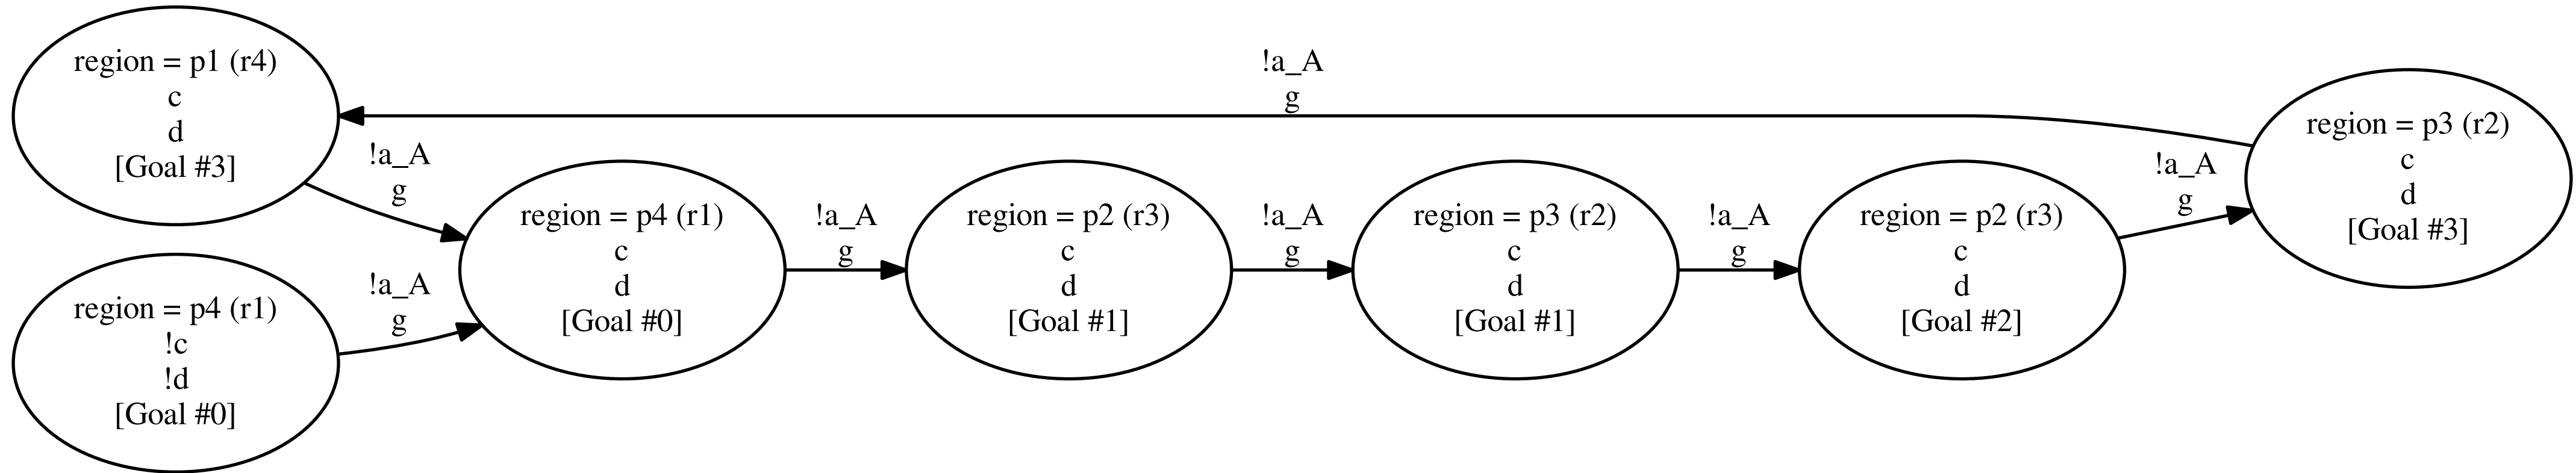 region = p1 (r4)
c
d
[Goal #3]
!a_A
g
region = p4 (r1)
!c
!d
[Goal #0]
!a_A
g
region = p4 (r1)
c
d
[Goal #0]
!a_A
g
region = p2 (r3)
c
d
[Goal #1]
!a_A
g
region = p3 (r2)
c
d
[Goal #1]
!a_A
g
region = p2 (r3)
c
d
[Goal #2]
!a_A
g
region = p3 (r2)
c
d
[Goal #3]
!a_A
g